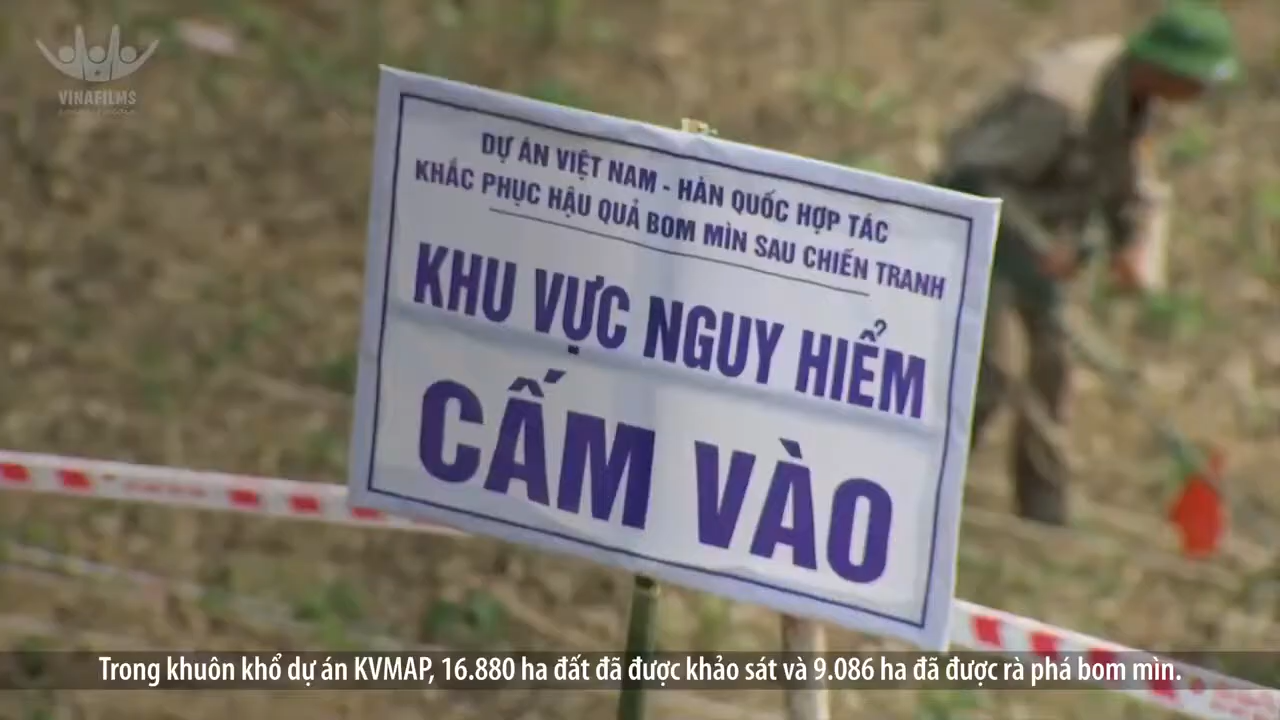 VINAFILMS
DỰ ÁN VIỆT NAM - HÀN QUỐC HỢP TÁC
KHẮC PHỤC HẬU QUẢ BOM MÌN SAU CHIẾN TRANH
KHU VỰC NGUY HIỂM
CẤM VÀO
Trong khuôn khổ dự án KVMAP, 16.880 ha đất đã được khảo sát và 9.086 ha đã được rà phá bom mìn.